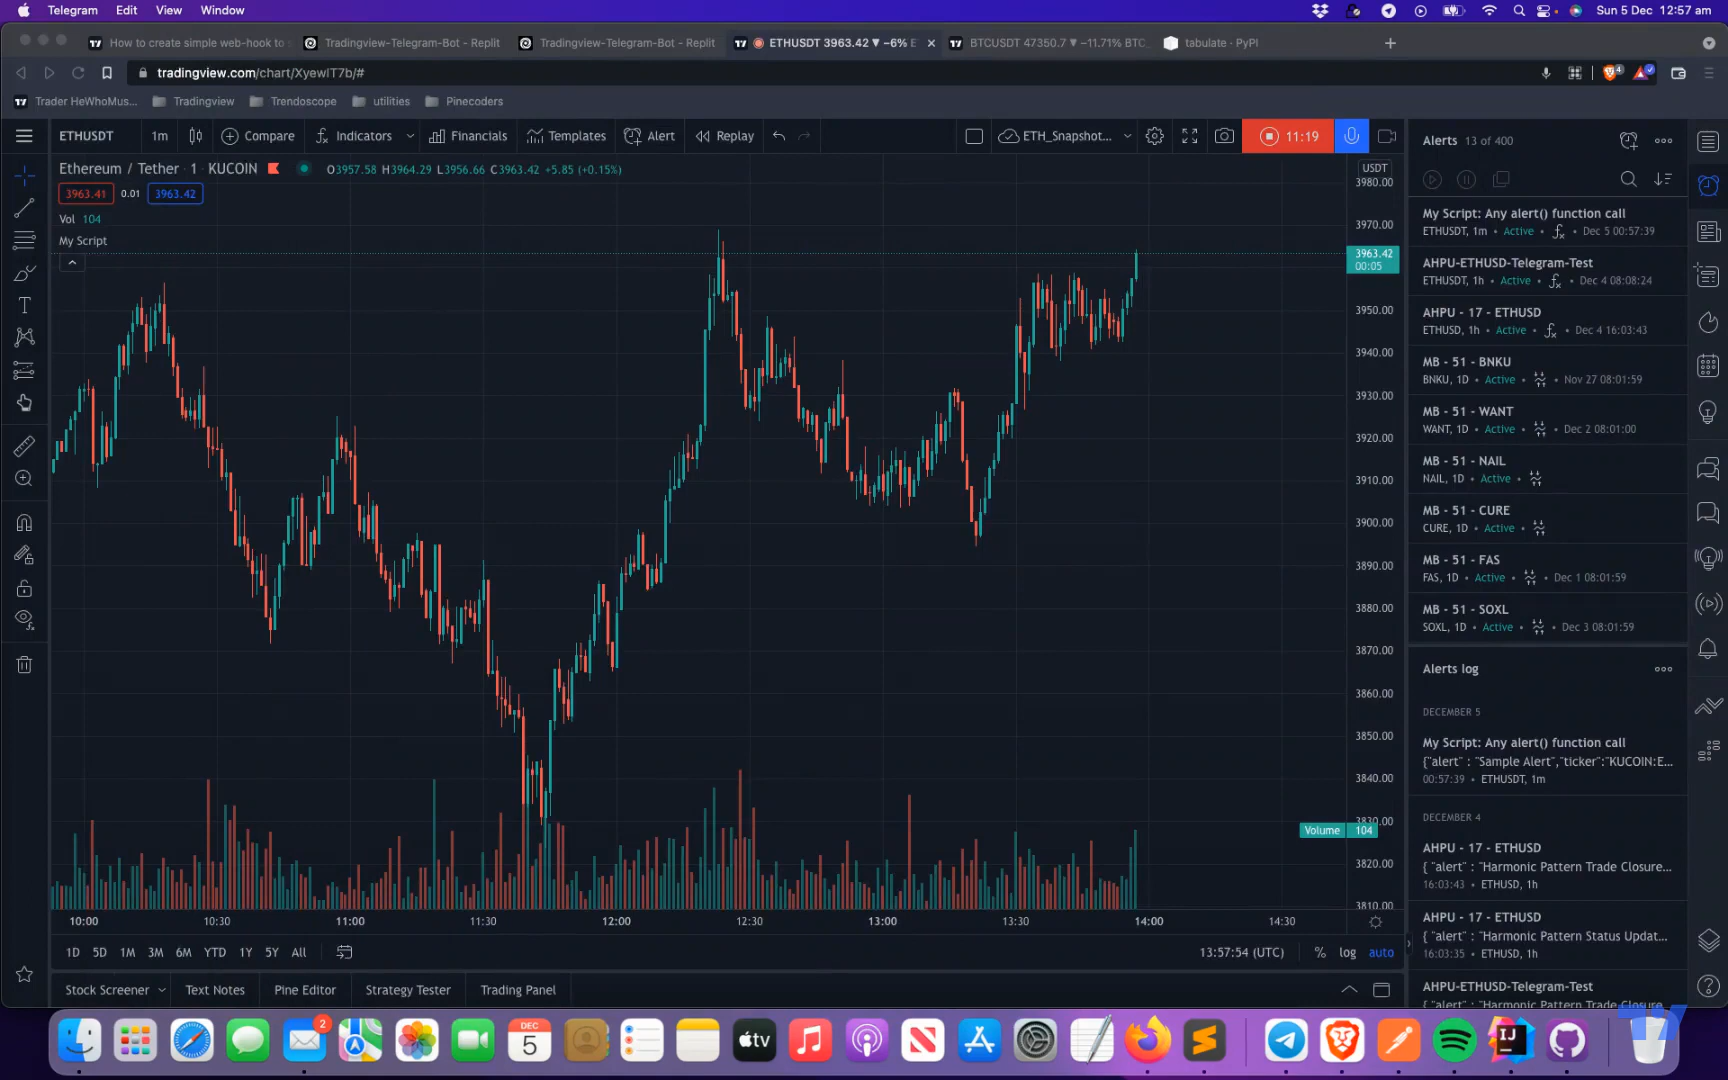 Telegram Edit View Window
Sun 5 Dec 12:57 am
How to create simple web-hook to
Tradingview-Telegram-Bot - Replit
Tradingview-Telegram-Bot - Replit
ETHUSDT 3963.42 ▼ −6% E
BTCUSDT 47350.7 ▼ −11.71% BTC
tabulate · PyPI
tradingview.com/chart/XyewIT7b/#
Trader HeWhoMus...
Tradingview
Trendoscope
utilities
Pinecoders
ETHUSDT 1m Compare Indicators Financials Templates Alert Replay
ETH_Snapshot...
11:19
Ethereum / Tether · 1 · KUCOIN O3957.58 H3964.29 L3956.66 C3963.42 +5.85 (+0.15%)
3963.41 0.01 3963.42
Vol 104
My Script
USDT
3980.00
3970.00
3963.42
00:05
3950.00
3940.00
3930.00
3920.00
3910.00
3900.00
3890.00
3880.00
3870.00
3860.00
3850.00
3840.00
3830.00
Volume 104
3820.00
3810.00
10:00 10:30 11:00 11:30 12:00 12:30 13:00 13:30 14:00 14:30
1D 5D 1M 3M 6M YTD 1Y 5Y All
13:57:54 (UTC) % log auto
Stock Screener Text Notes Pine Editor Strategy Tester Trading Panel
Alerts 13 of 400
My Script: Any alert() function call
ETHUSDT, 1m • Active • Dec 5 00:57:39
AHPU-ETHUSD-Telegram-Test
ETHUSDT, 1h • Active • Dec 4 08:08:24
AHPU - 17 - ETHUSD
ETHUSD, 1h • Active • Dec 4 16:03:43
MB - 51 - BNKU
BNKU, 1D • Active • Nov 27 08:01:59
MB - 51 - WANT
WANT, 1D • Active • Dec 2 08:01:00
MB - 51 - NAIL
NAIL, 1D • Active •
MB - 51 - CURE
CURE, 1D • Active •
MB - 51 - FAS
FAS, 1D • Active • Dec 1 08:01:59
MB - 51 - SOXL
SOXL, 1D • Active • Dec 3 08:01:59
Alerts log
DECEMBER 5
My Script: Any alert() function call
{"alert" : "Sample Alert","ticker":"KUCOIN:E...
00:57:39 • ETHUSDT, 1m
DECEMBER 4
AHPU - 17 - ETHUSD
{ "alert" : "Harmonic Pattern Trade Closure...
16:03:43 • ETHUSD, 1h
AHPU - 17 - ETHUSD
{ "alert" : "Harmonic Pattern Status Updat...
16:03:35 • ETHUSD, 1h
AHPU-ETHUSD-Telegram-Test
{ "alert" : "Harmonic Pattern Trade Closure
2
DEC
5
tv
IJ